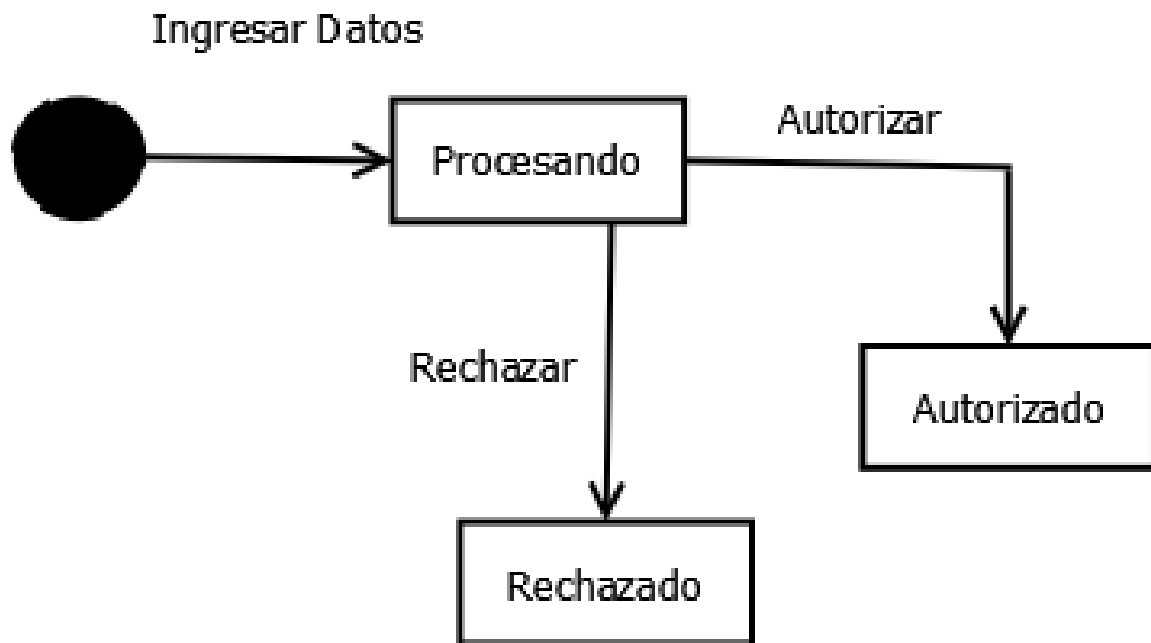 Ingresar Datos
Procesando
Autorizar
Rechazar
Autorizado
Rechazado